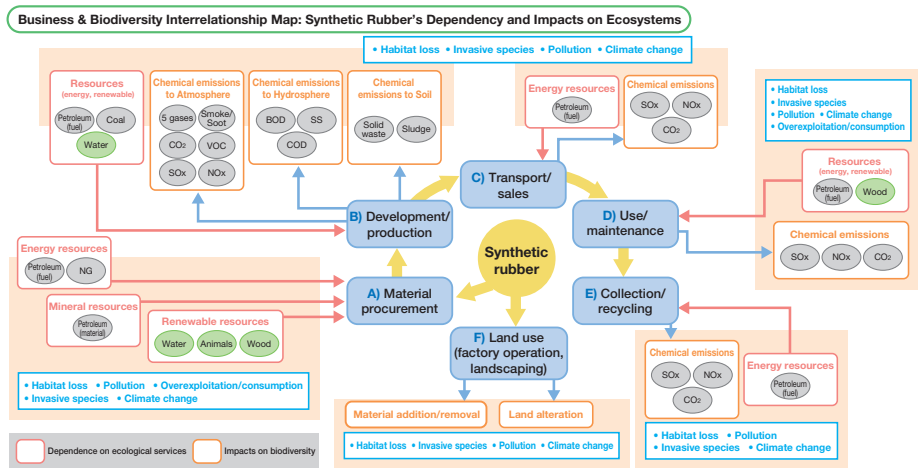 Business & Biodiversity Interrelationship Map: Synthetic Rubber's Dependency and Impacts on Ecosystems
• Habitat loss • Invasive species • Pollution • Climate change
Resources
(energy, renewable)
Petroleum
(fuel)
Coal
Water
Chemical emissions
to Atmosphere
5 gases
Smoke/
Soot
CO2
VOC
SOx
NOx
Chemical emissions
to Hydrosphere
BOD
SS
COD
Chemical
emissions to Soil
Solid
waste
Sludge
Energy resources
Petroleum
(fuel)
Chemical emissions
SOx
NOx
CO2
• Habitat loss
• Invasive species
• Pollution • Climate change
• Overexploitation/consumption
Resources
(energy, renewable)
Petroleum
(fuel)
Wood
Chemical emissions
SOx
NOx
CO2
C) Transport/
sales
B) Development/
production
D) Use/
maintenance
Synthetic
rubber
A) Material
procurement
E) Collection/
recycling
F) Land use
(factory operation,
landscaping)
Energy resources
Petroleum
(fuel)
NG
Mineral resources
Petroleum
(material)
Renewable resources
Water
Animals
Wood
• Habitat loss • Pollution • Overexploitation/consumption
• Invasive species • Climate change
Material addition/removal
Land alteration
• Habitat loss • Invasive species • Pollution • Climate change
Chemical emissions
SOx
NOx
CO2
Energy resources
Petroleum
(fuel)
• Habitat loss • Pollution
• Invasive species • Climate change
Dependence on ecological services
Impacts on biodiversity